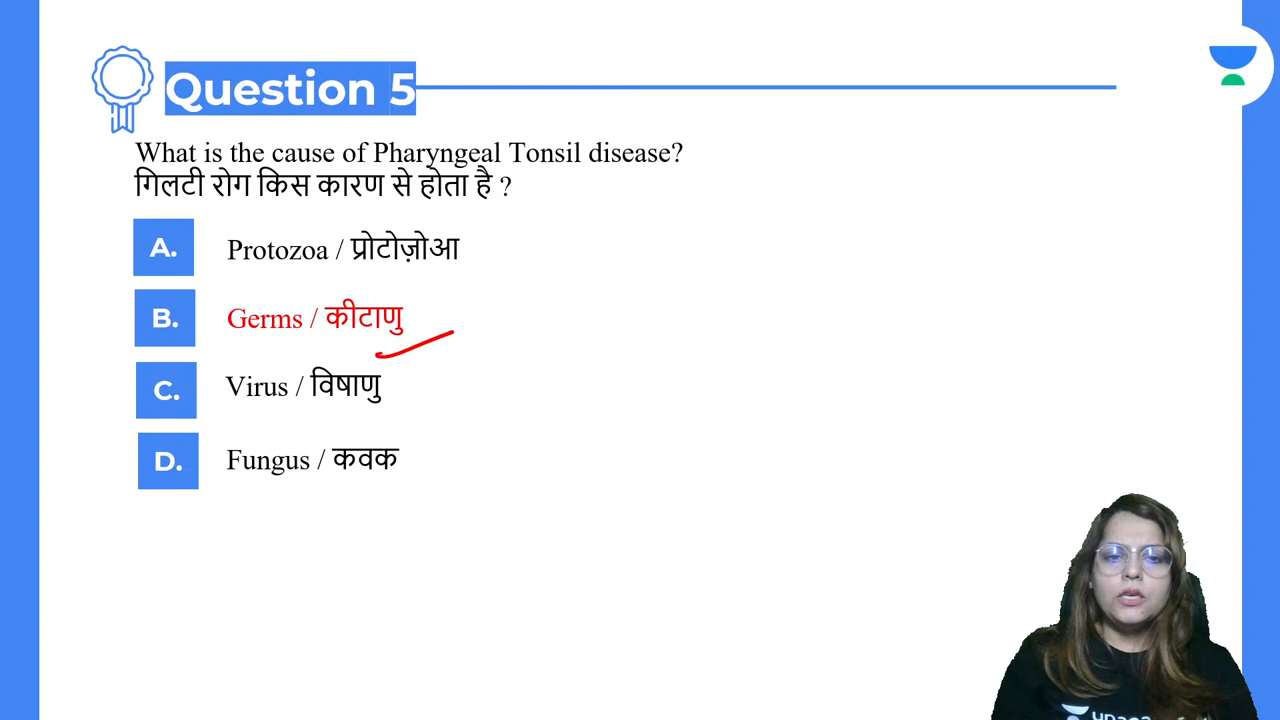 Question 5
What is the cause of Pharyngeal Tonsil disease?
गिलटी रोग किस कारण से होता है ?
A. Protozoa / प्रोटोज़ोआ
B. Germs / कीटाणु
C. Virus / विषाणु
D. Fungus / कवक